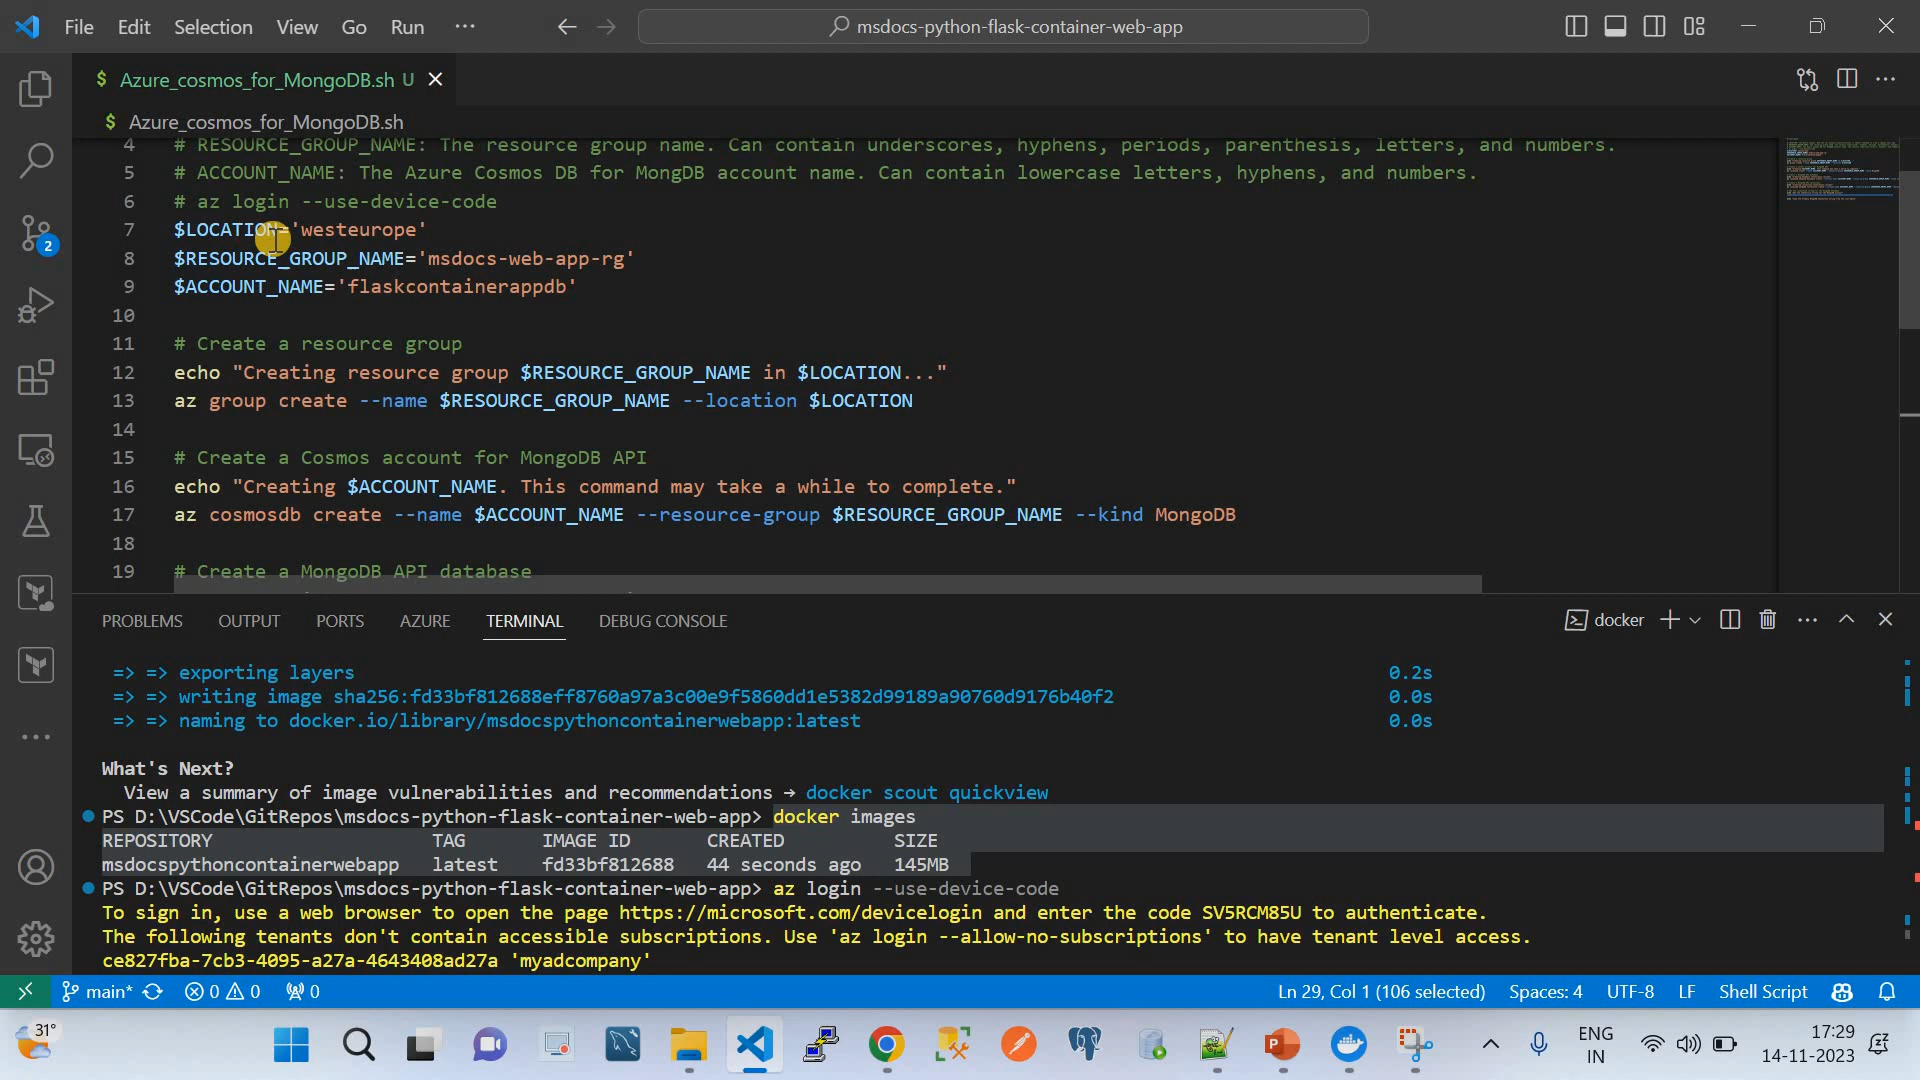 File Edit Selection View Go Run ··· msdocs-python-flask-container-web-app
$ Azure_cosmos_for_MongoDB.sh U
$ Azure_cosmos_for_MongoDB.sh
4 # RESOURCE_GROUP_NAME: The resource group name. Can contain underscores, hyphens, periods, parenthesis, letters, and numbers.
5 # ACCOUNT_NAME: The Azure Cosmos DB for MongDB account name. Can contain lowercase letters, hyphens, and numbers.
6 # az login --use-device-code
7 $LOCATION='westeurope'
8 $RESOURCE_GROUP_NAME='msdocs-web-app-rg'
9 $ACCOUNT_NAME='flaskcontainerappdb'
10
11 # Create a resource group
12 echo "Creating resource group $RESOURCE_GROUP_NAME in $LOCATION..."
13 az group create --name $RESOURCE_GROUP_NAME --location $LOCATION
14
15 # Create a Cosmos account for MongoDB API
16 echo "Creating $ACCOUNT_NAME. This command may take a while to complete."
17 az cosmosdb create --name $ACCOUNT_NAME --resource-group $RESOURCE_GROUP_NAME --kind MongoDB
18
19 # Create a MongoDB API database
2
PROBLEMS OUTPUT PORTS AZURE TERMINAL DEBUG CONSOLE docker
=> => exporting layers 0.2s
=> => writing image sha256:fd33bf812688eff8760a97a3c00e9f5860dd1e5382d99189a90760d9176b40f2 0.0s
=> => naming to docker.io/library/msdocspythoncontainerwebapp:latest 0.0s
What's Next?
View a summary of image vulnerabilities and recommendations → docker scout quickview
PS D:\VSCode\GitRepos\msdocs-python-flask-container-web-app> docker images
REPOSITORY TAG IMAGE ID CREATED SIZE
msdocspythoncontainerwebapp latest fd33bf812688 44 seconds ago 145MB
PS D:\VSCode\GitRepos\msdocs-python-flask-container-web-app> az login --use-device-code
To sign in, use a web browser to open the page https://microsoft.com/devicelogin and enter the code SV5RCM85U to authenticate.
The following tenants don't contain accessible subscriptions. Use 'az login --allow-no-subscriptions' to have tenant level access.
ce827fba-7cb3-4095-a27a-4643408ad27a 'myadcompany'
main* 0 0 0 Ln 29, Col 1 (106 selected) Spaces: 4 UTF-8 LF Shell Script
31° ENG 17:29
IN 14-11-2023